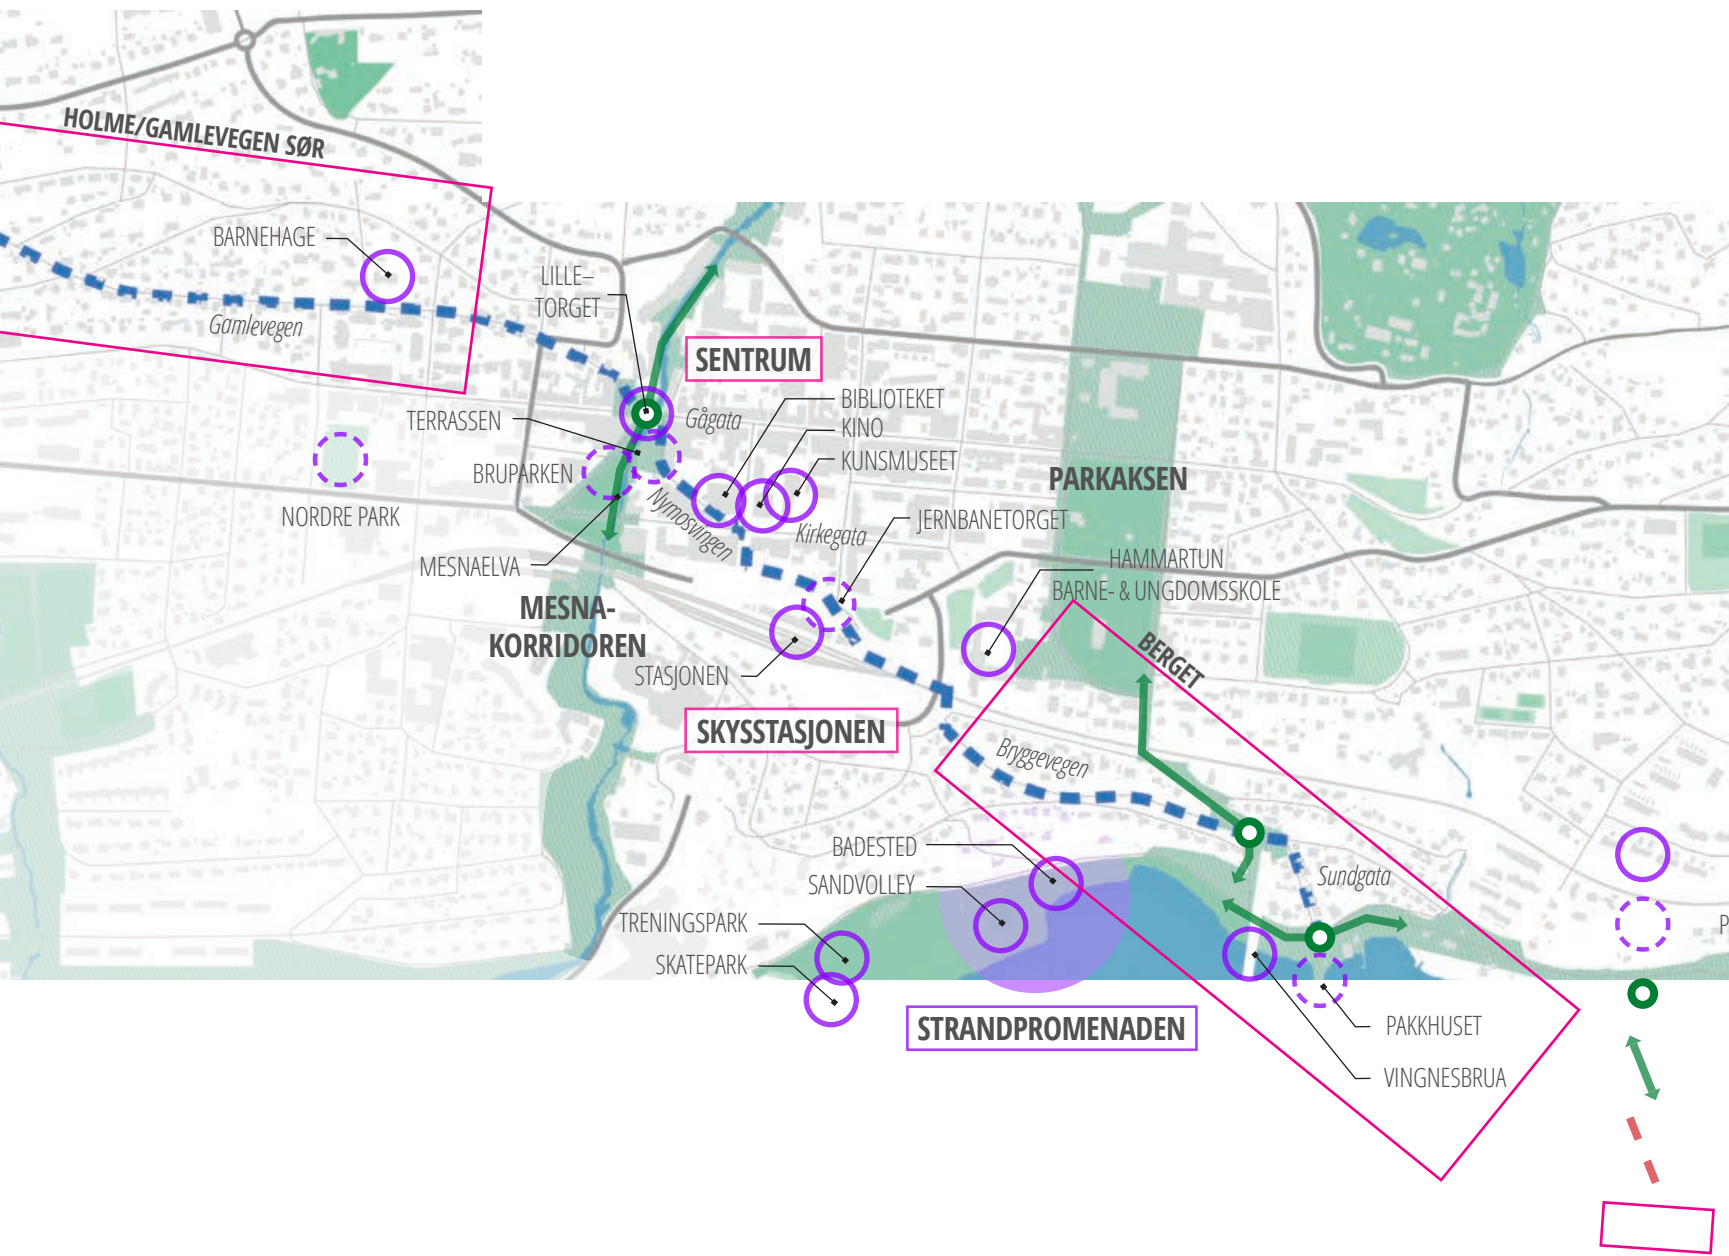 HOLME/GAMLEVEGEN SØR
BARNEHAGE
Gamlevegen
LILLE–
TORGET
SENTRUM
BIBLIOTEKET
TERRASSEN
Gågata
KINO
BRUPARKEN
KUNSMUSEET
PARKAKSEN
NORDRE PARK
Nymosvingen
Kirkegata
JERNBANETORGET
MESNAELVA
HAMMARTUN
BARNE- & UNGDOMSSKOLE
MESNA-
KORRIDOREN
BERGET
STASJONEN
SKYSSTASJONEN
Bryggevegen
BADESTED
SANDVOLLEY
Sundgata
TRENINGSPARK
P
SKATEPARK
STRANDPROMENADEN
PAKKHUSET
VINGNESBRUA